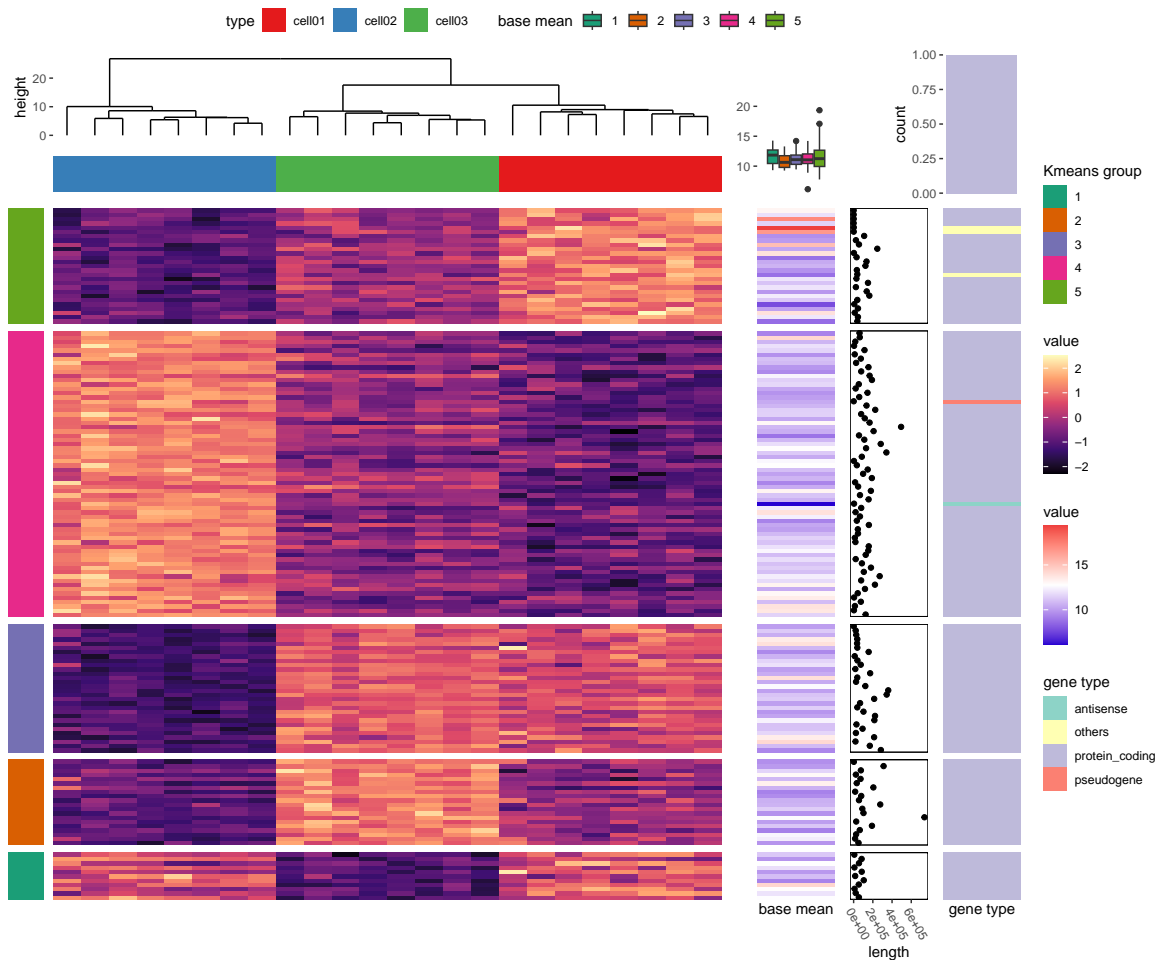 type cell01 cell02 cell03 base mean 1 2 3 4 5
height
20
10
0
20
15
10
count
1.00
0.75
0.50
0.25
0.00
Kmeans group
1
2
3
4
5
value
2
1
0
−1
−2
value
15
10
gene type
antisense
others
protein_coding
pseudogene
base mean
0e+00
2e+05
4e+05
6e+05
length
gene type